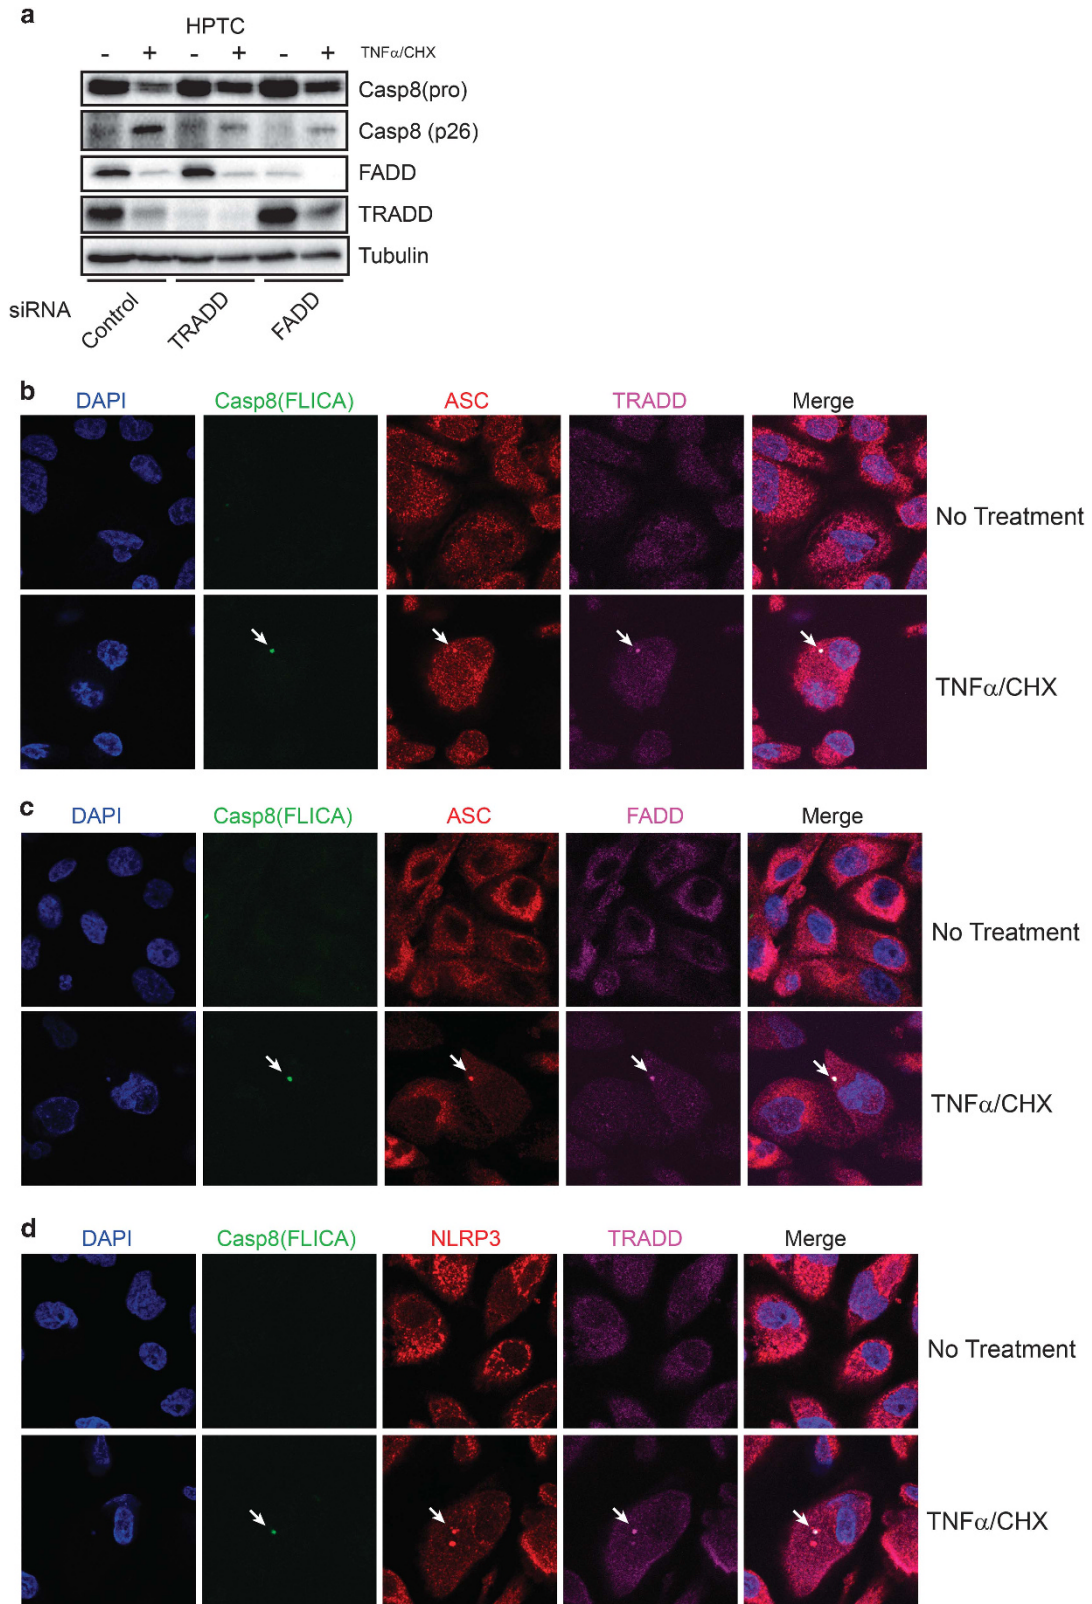 a
HPTC
- + - + - + TNFα/CHX
Casp8(pro)
Casp8 (p26)
FADD
TRADD
Tubulin
siRNA Control TRADD FADD
b
DAPI Casp8(FLICA) ASC TRADD Merge
No Treatment
TNFα/CHX
c
DAPI Casp8(FLICA) ASC FADD Merge
No Treatment
TNFα/CHX
d
DAPI Casp8(FLICA) NLRP3 TRADD Merge
No Treatment
TNFα/CHX